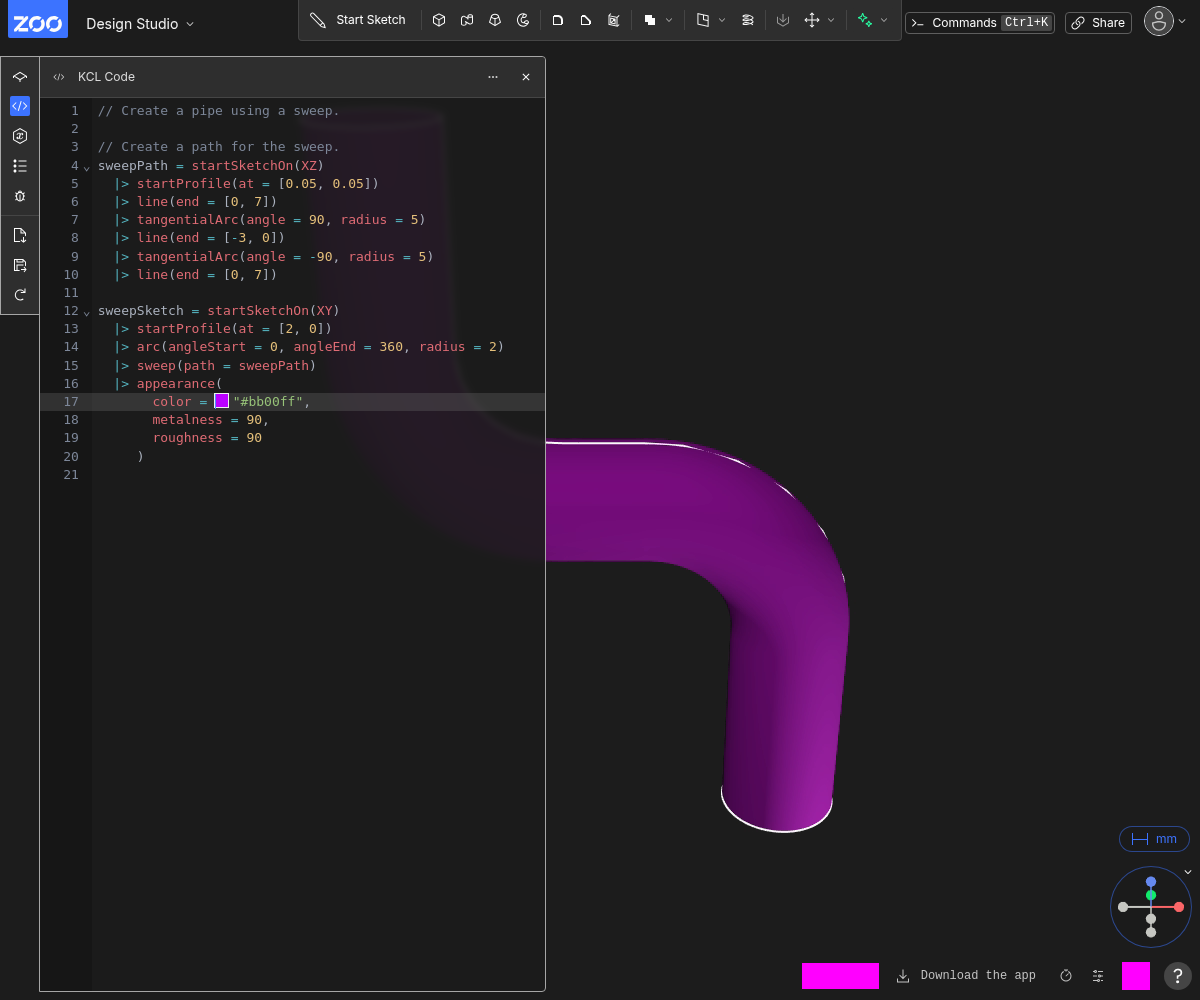 ZOO
Design Studio
Start Sketch
Commands Ctrl+K
Share
KCL Code
1 // Create a pipe using a sweep.
2
3 // Create a path for the sweep.
4 sweepPath = startSketchOn(XZ)
5 |> startProfile(at = [0.05, 0.05])
6 |> line(end = [0, 7])
7 |> tangentialArc(angle = 90, radius = 5)
8 |> line(end = [-3, 0])
9 |> tangentialArc(angle = -90, radius = 5)
10 |> line(end = [0, 7])
11
12 sweepSketch = startSketchOn(XY)
13 |> startProfile(at = [2, 0])
14 |> arc(angleStart = 0, angleEnd = 360, radius = 2)
15 |> sweep(path = sweepPath)
16 |> appearance(
17 color = "#bb00ff",
18 metalness = 90,
19 roughness = 90
20 )
21
mm
Download the app
?